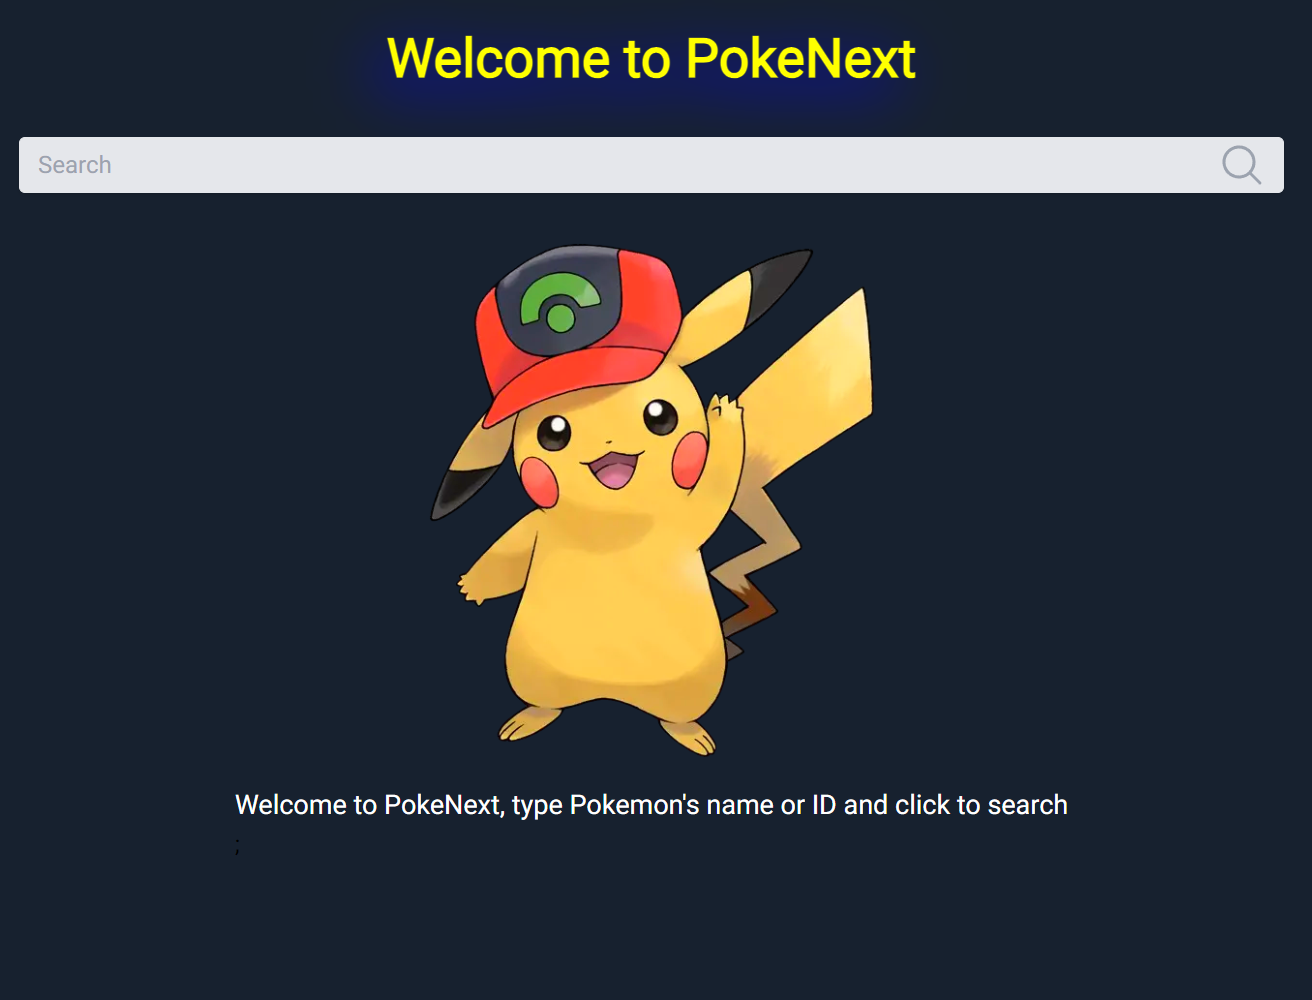 Welcome to PokeNext
Search
Welcome to PokeNext, type Pokemon's name or ID and click to search
;